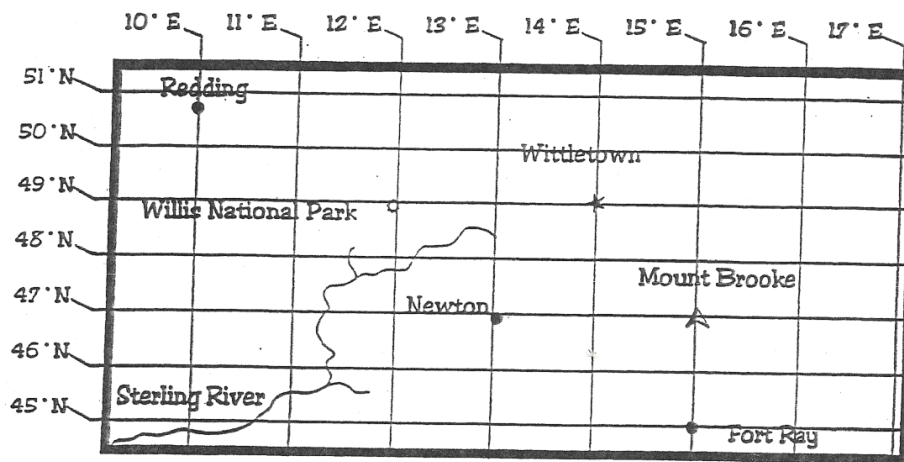 10°E 11°E 12°E 13°E 14°E 15°E 16°E 17°E
51°N
Redding
50°N
Wittletown
49°N
Willis National Park
48°N
Mount Brooke
47°N
Newton
46°N
Sterling River
45°N
Fort Ray